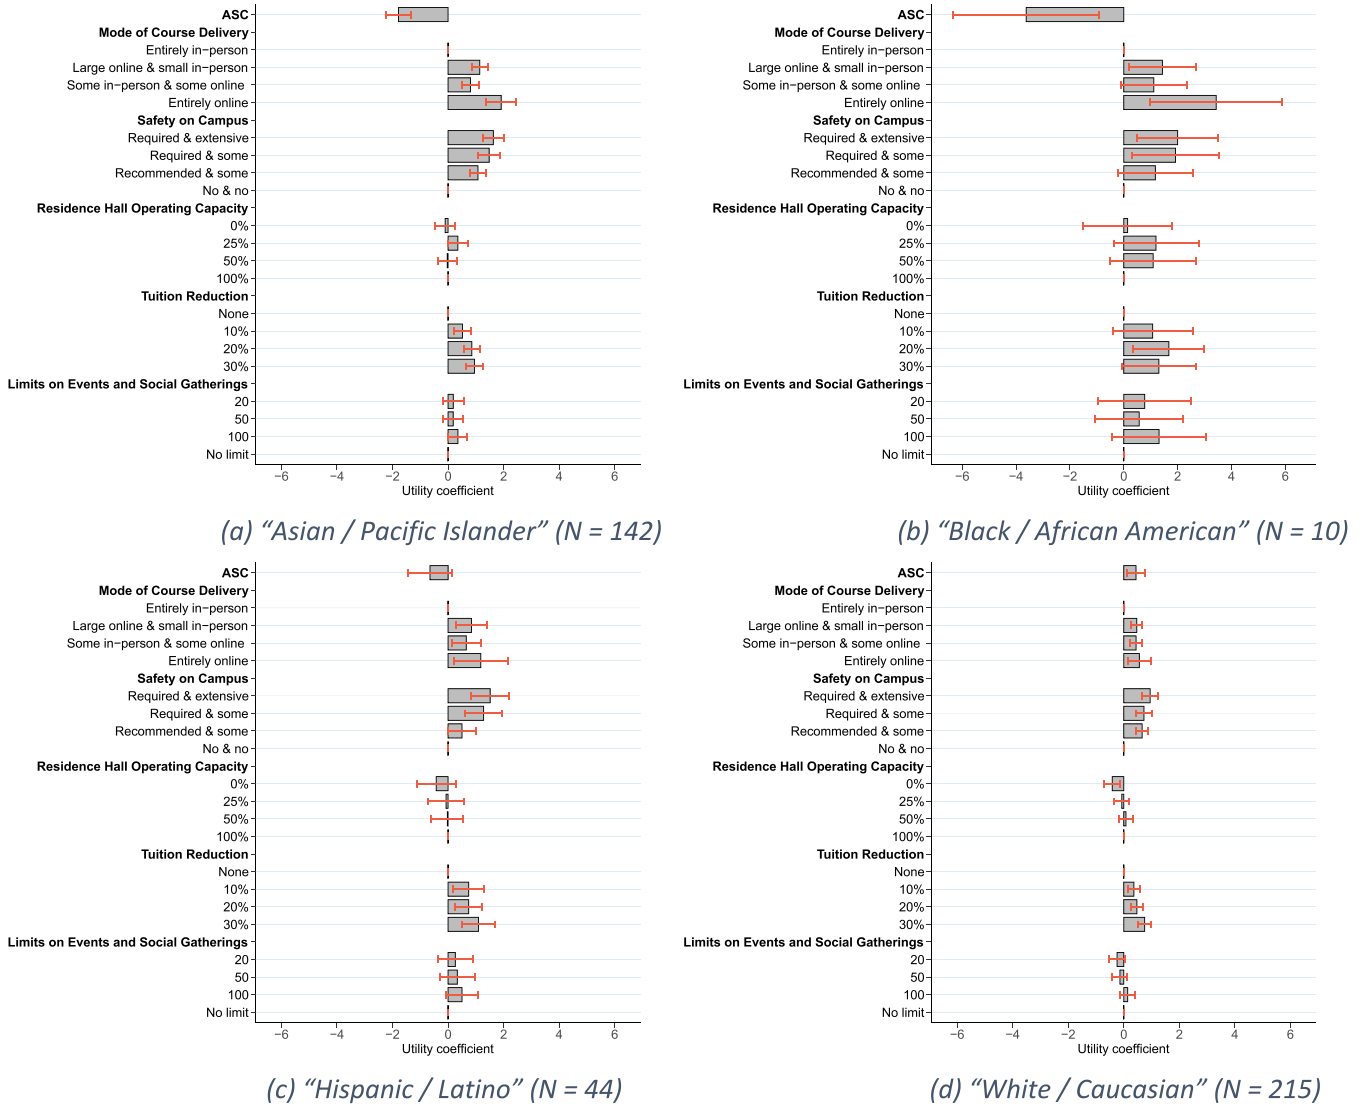 ASC
Mode of Course Delivery
Entirely in−person
Large online & small in−person
Some in−person & some online
Entirely online
Safety on Campus
Required & extensive
Required & some
Recommended & some
No & no
Residence Hall Operating Capacity
0%
25%
50%
100%
Tuition Reduction
None
10%
20%
30%
Limits on Events and Social Gatherings
20
50
100
No limit
−6 −4 −2 0 2 4 6
Utility coefficient
(a) “Asian / Pacific Islander” (N = 142)
ASC
Mode of Course Delivery
Entirely in−person
Large online & small in−person
Some in−person & some online
Entirely online
Safety on Campus
Required & extensive
Required & some
Recommended & some
No & no
Residence Hall Operating Capacity
0%
25%
50%
100%
Tuition Reduction
None
10%
20%
30%
Limits on Events and Social Gatherings
20
50
100
No limit
−6 −4 −2 0 2 4 6
Utility coefficient
(b) “Black / African American” (N = 10)
ASC
Mode of Course Delivery
Entirely in−person
Large online & small in−person
Some in−person & some online
Entirely online
Safety on Campus
Required & extensive
Required & some
Recommended & some
No & no
Residence Hall Operating Capacity
0%
25%
50%
100%
Tuition Reduction
None
10%
20%
30%
Limits on Events and Social Gatherings
20
50
100
No limit
−6 −4 −2 0 2 4 6
Utility coefficient
(c) “Hispanic / Latino” (N = 44)
ASC
Mode of Course Delivery
Entirely in−person
Large online & small in−person
Some in−person & some online
Entirely online
Safety on Campus
Required & extensive
Required & some
Recommended & some
No & no
Residence Hall Operating Capacity
0%
25%
50%
100%
Tuition Reduction
None
10%
20%
30%
Limits on Events and Social Gatherings
20
50
100
No limit
−6 −4 −2 0 2 4 6
Utility coefficient
(d) “White / Caucasian” (N = 215)